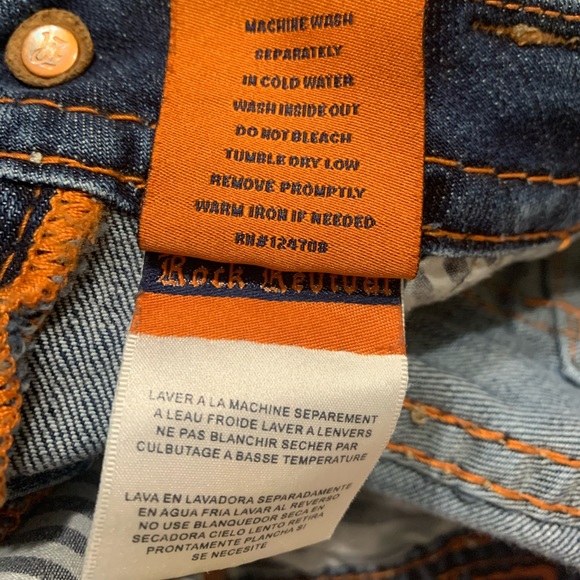 MACHINE WASH
SEPARATELY
IN COLD WATER
WASH INSIDE OUT
DO NOT BLEACH
TUMBLE DRY LOW
REMOVE PROMPTLY
WARM IRON IF NEEDED
RN#124708
Rock Revival
LAVER A LA MACHINE SEPAREMENT
A LEAU FROIDE LAVER A LENVERS
NE PAS BLANCHIR SECHER PAR
CULBUTAGE A BASSE TEMPERATURE
LAVA EN LAVADORA SEPARADAMENTE
EN AGUA FRIA LAVAR AL REVERSO
NO USE BLANQUEDOR SECA EN
SECADORA CIELO LENTO RETIRA
PRONTAMENTE PLANCHA SI
SE NECESITE